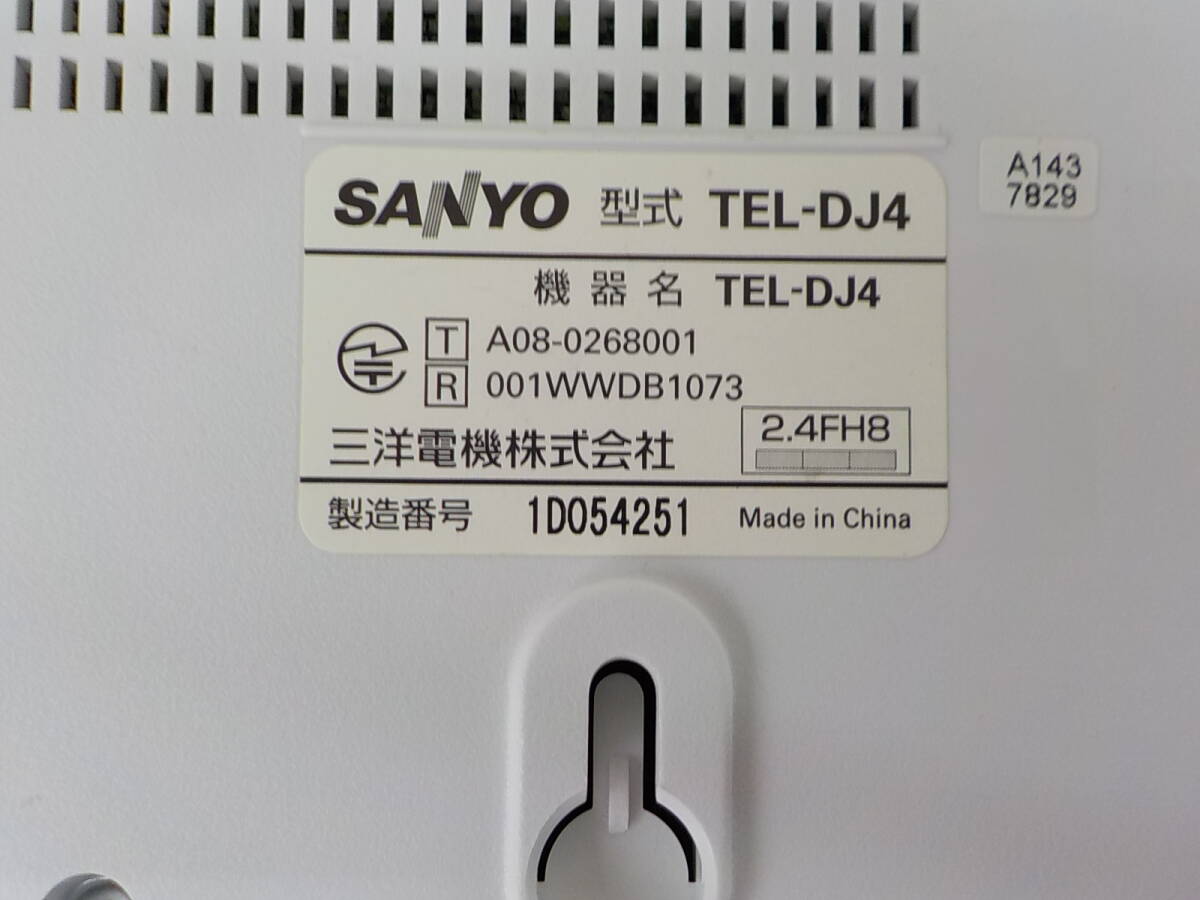 SANYO 型式 TEL-DJ4
機器名 TEL-DJ4
T A08-0268001
R 001WWDB1073
三洋電機株式会社 2.4FH8
製造番号 1D054251 Made in China
A143
7829